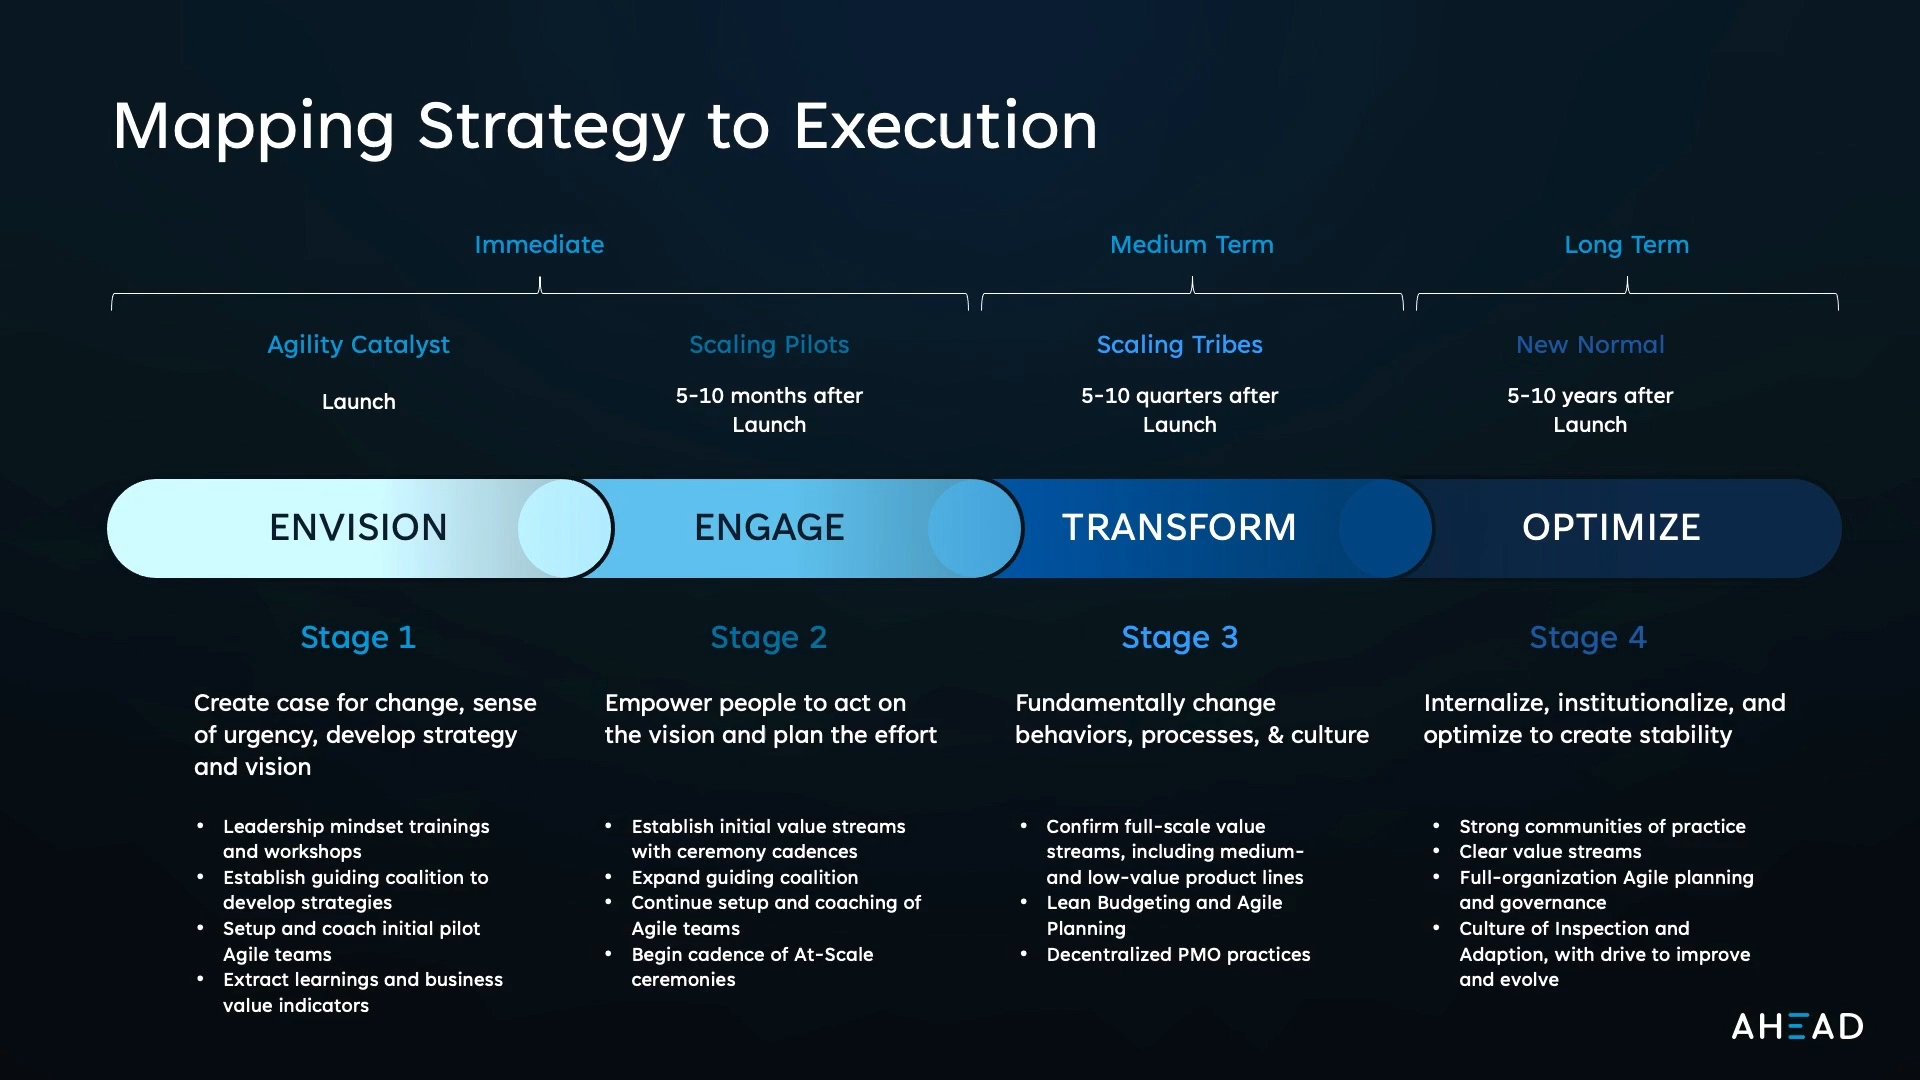 Mapping Strategy to Execution
Immediate
Medium Term
Long Term
Agility Catalyst
Scaling Pilots
Scaling Tribes
New Normal
Launch
5-10 months after
Launch
5-10 quarters after
Launch
5-10 years after
Launch
ENVISION
ENGAGE
TRANSFORM
OPTIMIZE
Stage 1
Create case for change, sense
of urgency, develop strategy
and vision
• Leadership mindset trainings
and workshops
• Establish guiding coalition to
develop strategies
• Setup and coach initial pilot
Agile teams
• Extract learnings and business
value indicators
Stage 2
Empower people to act on
the vision and plan the effort
• Establish initial value streams
with ceremony cadences
• Expand guiding coalition
• Continue setup and coaching of
Agile teams
• Begin cadence of At-Scale
ceremonies
Stage 3
Fundamentally change
behaviors, processes, & culture
• Confirm full-scale value
streams, including medium-
and low-value product lines
• Lean Budgeting and Agile
Planning
• Decentralized PMO practices
Stage 4
Internalize, institutionalize, and
optimize to create stability
• Strong communities of practice
• Clear value streams
• Full-organization Agile planning
and governance
• Culture of Inspection and
Adaption, with drive to improve
and evolve
AHEAD